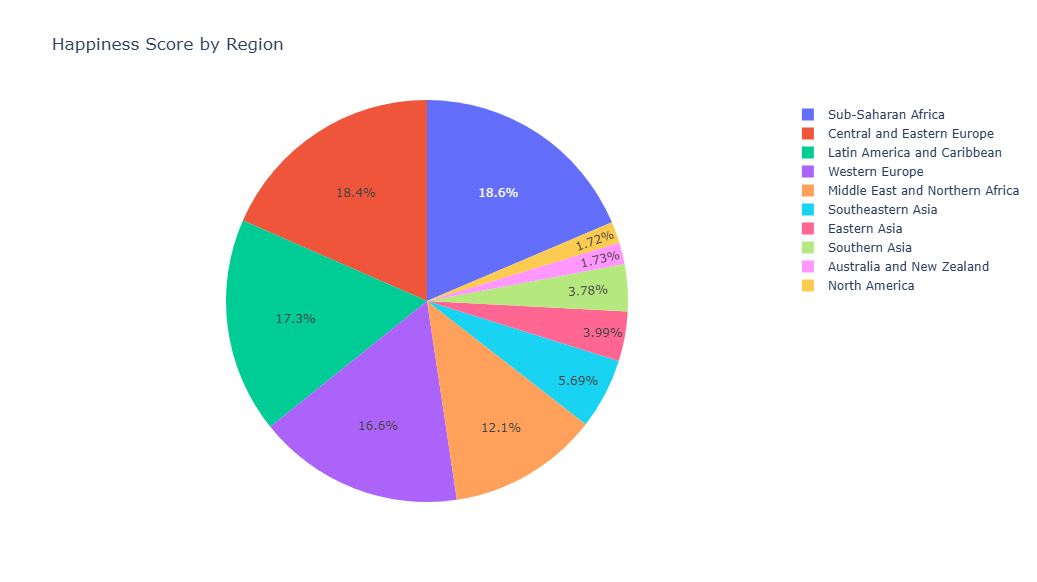 Happiness Score by Region
18.6%
18.4%
17.3%
16.6%
12.1%
5.69%
3.99%
3.78%
1.73%
1.72%
Sub-Saharan Africa
Central and Eastern Europe
Latin America and Caribbean
Western Europe
Middle East and Northern Africa
Southeastern Asia
Eastern Asia
Southern Asia
Australia and New Zealand
North America